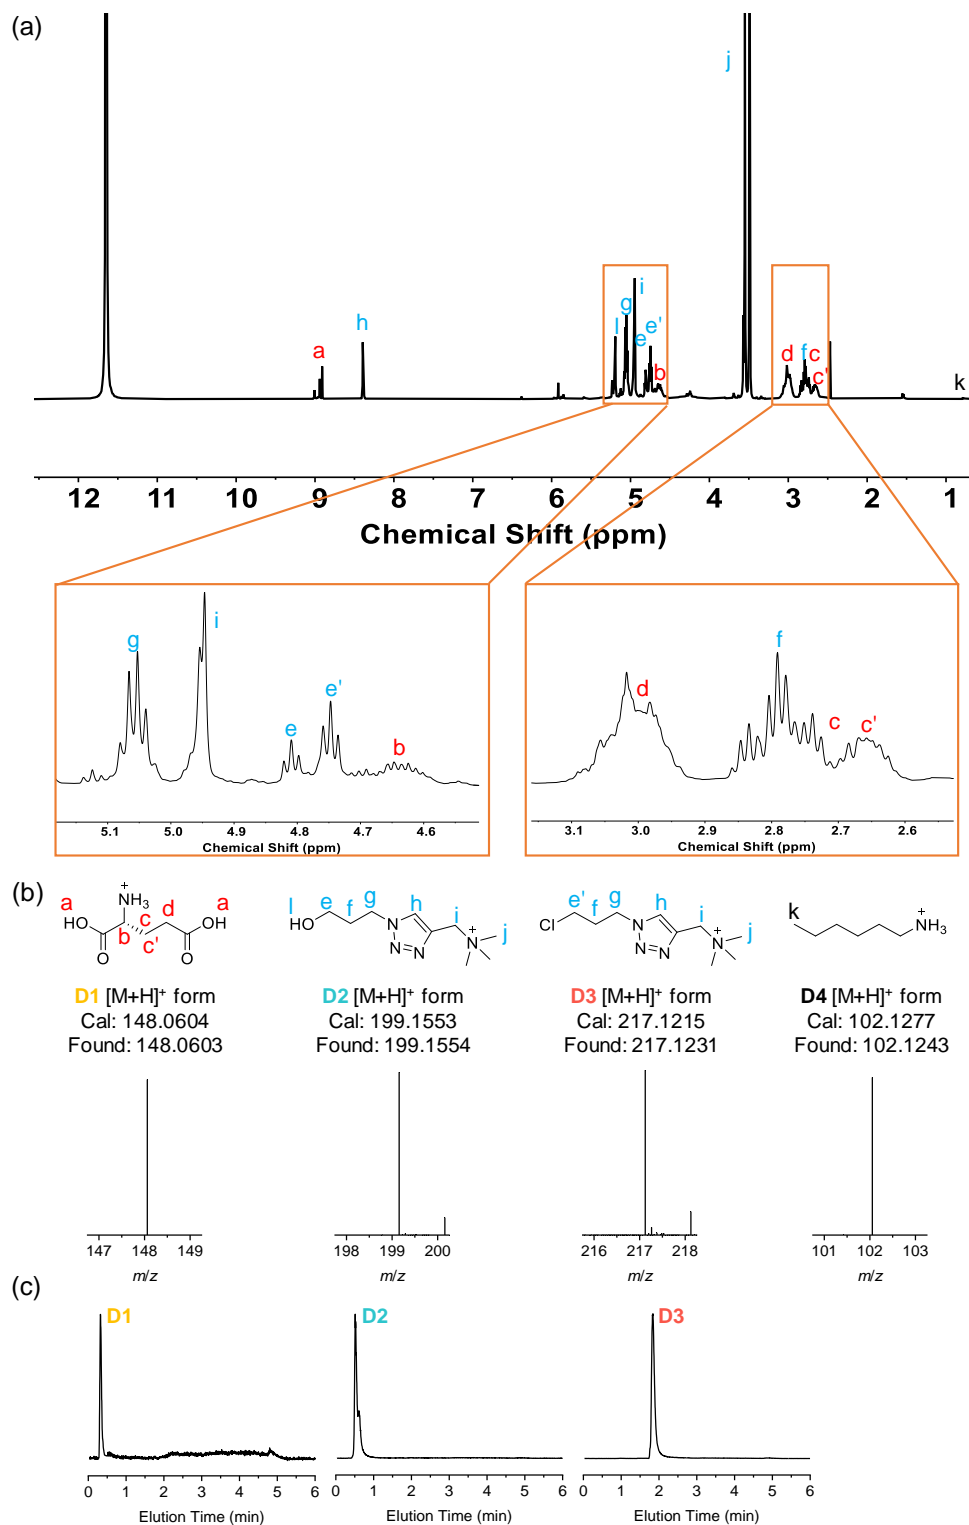 (a)
j
h
a
l
g
i
e
e'
b
d
f
c
c'
k
12 11 10 9 8 7 6 5 4 3 2 1
Chemical Shift (ppm)
g
i
e
e'
b
5.1 5.0 4.9 4.8 4.7 4.6
Chemical Shift (ppm)
d
f
c
c'
3.1 3.0 2.9 2.8 2.7 2.6
Chemical Shift (ppm)
(b)
a HO O b NH3 + c c' d O OH a
l HO e f g N N N h i N + j
Cl e' f g N N N h i N + j
k NH3 +
D1 [M+H]+ form
Cal: 148.0604
Found: 148.0603
D2 [M+H]+ form
Cal: 199.1553
Found: 199.1554
D3 [M+H]+ form
Cal: 217.1215
Found: 217.1231
D4 [M+H]+ form
Cal: 102.1277
Found: 102.1243
147 148 149
m/z
198 199 200
m/z
216 217 218
m/z
101 102 103
m/z
(c)
D1
0 1 2 3 4 5 6
Elution Time (min)
D2
0 1 2 3 4 5 6
Elution Time (min)
D3
0 1 2 3 4 5 6
Elution Time (min)